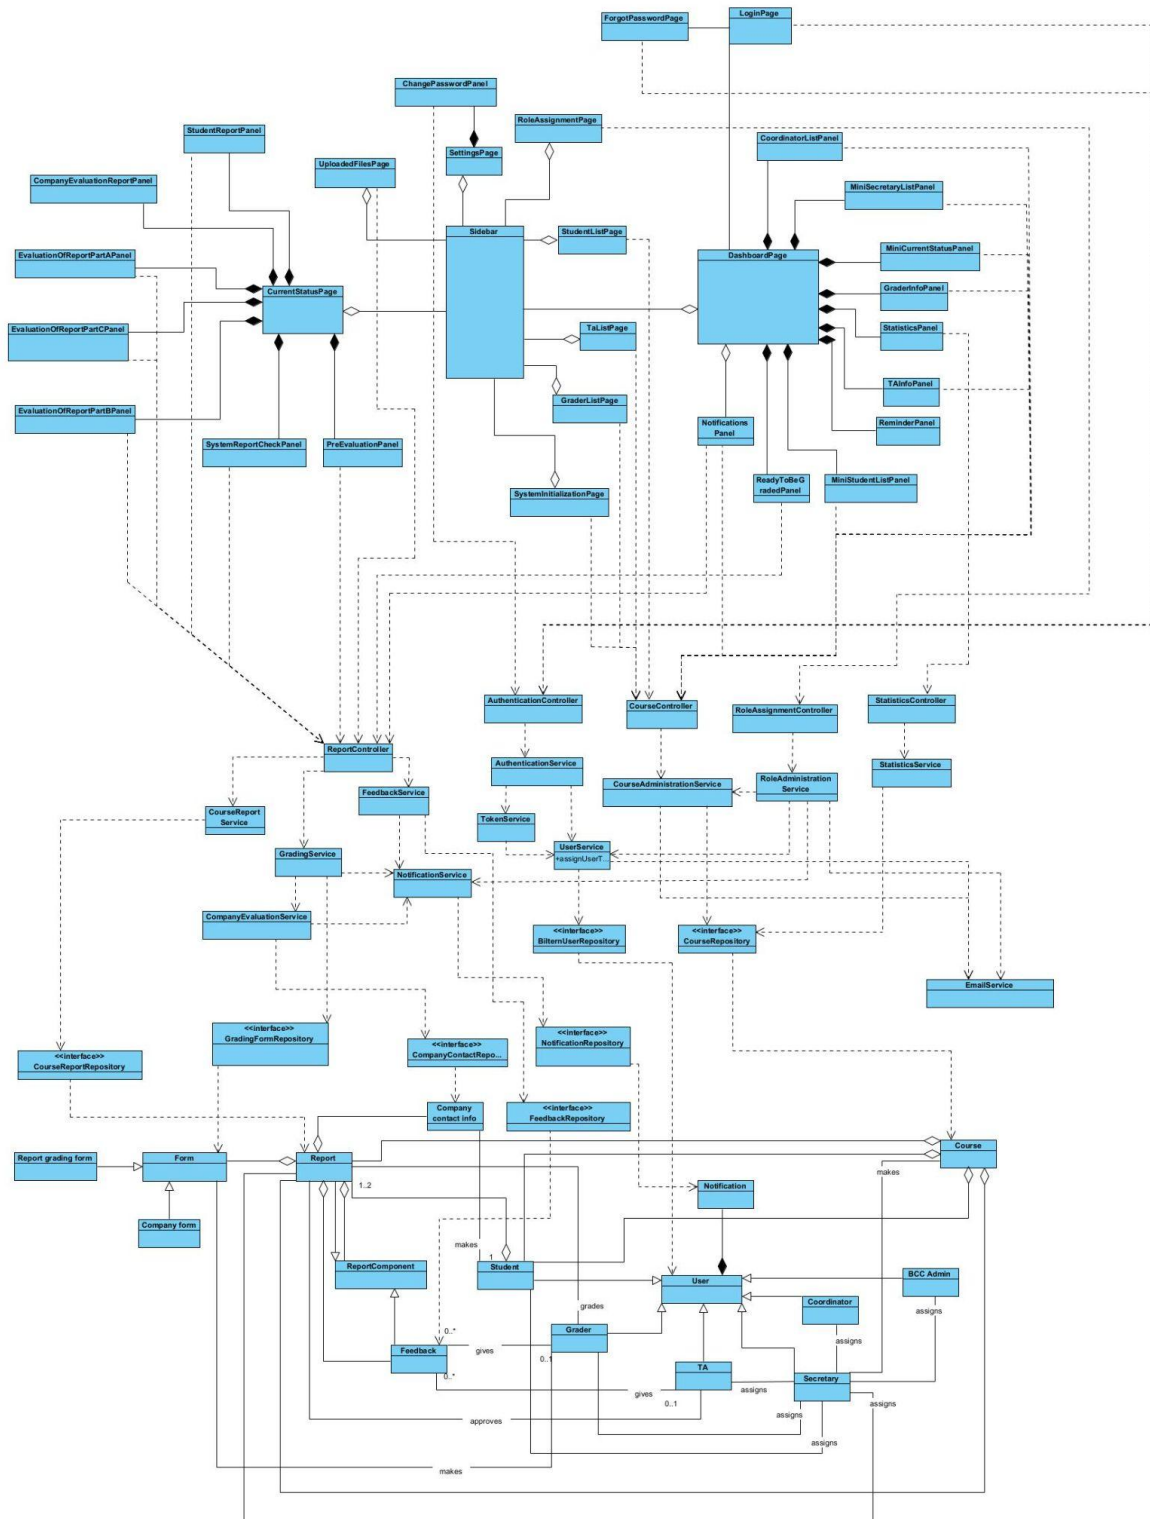 ForgotPasswordPage
LoginPage
ChangePasswordPanel
RoleAssignmentPage
StudentReportPanel
CoordinatorListPanel
UploadedFilesPage
SettingsPage
CompanyEvaluationReportPanel
MiniSecretaryListPanel
Sidebar
StudentListPage
EvaluationOfReportPartAPanel
DashboardPage
MiniCurrentStatusPanel
CurrentStatusPage
GraderInfoPanel
EvaluationOfReportPartCPanel
TaListPage
StatisticsPanel
EvaluationOfReportPartBPanel
GraderListPage
TAInfoPanel
SystemReportCheckPanel
PreEvaluationPanel
Notifications
Panel
ReminderPanel
SystemInitializationPage
ReadyToBeG
radedPanel
MiniStudentListPanel
AuthenticationController
CourseController
RoleAssignmentController
StatisticsController
ReportController
AuthenticationService
StatisticsService
CourseReport
Service
FeedbackService
CourseAdministrationService
RoleAdministration
Service
TokenService
GradingService
UserService
+assignUserT...
NotificationService
CompanyEvaluationService
<<interface>>
BilternUserRepository
<<interface>>
CourseRepository
EmailService
<<interface>>
GradingFormRepository
<<interface>>
NotificationRepository
<<interface>>
CourseReportRepository
<<interface>>
CompanyContactRepo...
Company
contact info
<<interface>>
FeedbackRepository
Report grading form
Form
Report
Course
1..2
makes
Notification
Company form
makes
1
ReportComponent
Student
User
BCC Admin
Coordinator
grades
0..*
Grader
assigns
assigns
Feedback
gives
0..1
TA
Secretary
0..*
gives
assigns
0..1
assigns
assigns
approves
assigns
makes